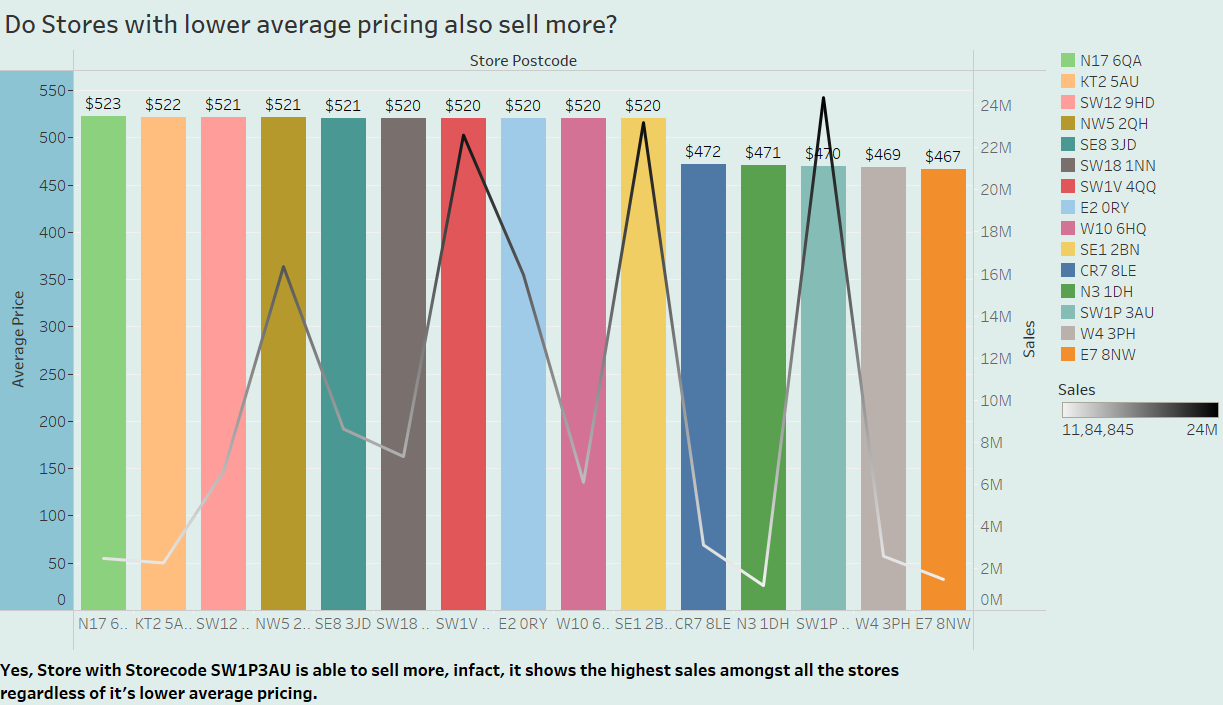 Do Stores with lower average pricing also sell more?
Store Postcode
$523 $522 $521 $521 $521 $520 $520 $520 $520 $520 $472 $471 $470 $469 $467
Average Price
550
500
450
400
350
300
250
200
150
100
50
0
24M
22M
20M
18M
16M
14M
12M
10M
8M
6M
4M
2M
0M
Sales
N17 6.. KT2 5A.. SW12 .. NW5 2.. SE8 3JD SW18 .. SW1V .. E2 0RY W10 6.. SE1 2B.. CR7 8LE N3 1DH SW1P .. W4 3PH E7 8NW
N17 6QA
KT2 5AU
SW12 9HD
NW5 2QH
SE8 3JD
SW18 1NN
SW1V 4QQ
E2 0RY
W10 6HQ
SE1 2BN
CR7 8LE
N3 1DH
SW1P 3AU
W4 3PH
E7 8NW
Sales
11,84,845 24M
Yes, Store with Storecode SW1P3AU is able to sell more, infact, it shows the highest sales amongst all the stores
regardless of it's lower average pricing.